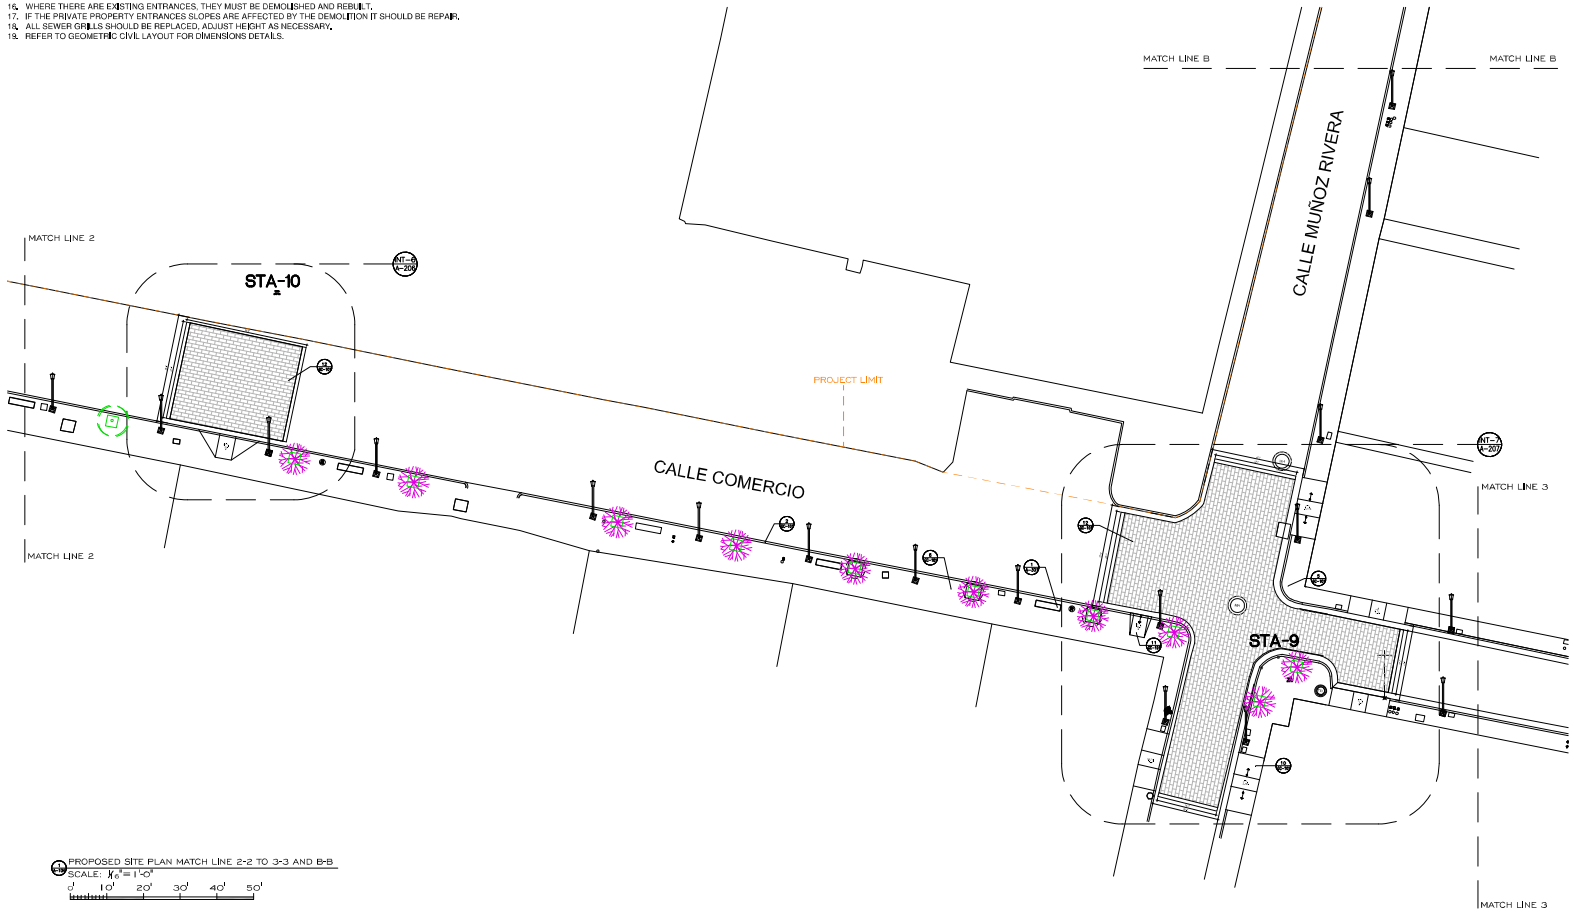 16. WHERE THERE ARE EXISTING ENTRANCES, THEY MUST BE DEMOLISHED AND REBUILT.
17. IF THE PRIVATE PROPERTY ENTRANCES SLOPES ARE AFFECTED BY THE DEMOLITION IT SHOULD BE REPAIR.
18. ALL SEWER GRILLS SHOULD BE REPLACED, ADJUST HEIGHT AS NECESSARY.
19. REFER TO GEOMETRIC CIVIL LAYOUT FOR DIMENSIONS DETAILS.
MATCH LINE B
MATCH LINE B
CALLE MUÑOZ RIVERA
MATCH LINE 2
INT-6
A-206
STA-10
PROJECT LIMIT
INT-7
A-207
CALLE COMERCIO
MATCH LINE 3
MATCH LINE 2
STA-9
PROPOSED SITE PLAN MATCH LINE 2-2 TO 3-3 AND B-B
SCALE: 1/16"=1'-0"
0' 10' 20' 30' 40' 50'
MATCH LINE 3